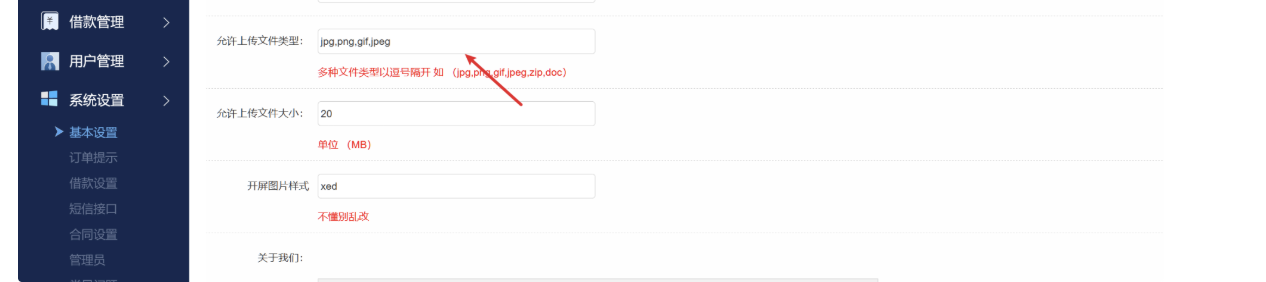 借款管理
用户管理
系统设置
基本设置
订单提示
借款设置
短信接口
合同设置
管理员
允许上传文件类型:
jpg,png,gif,jpeg
多种文件类型以逗号隔开 如 (jpg,png,gif,jpeg,zip,doc)
允许上传文件大小:
20
单位 (MB)
开屏图片样式
xed
不懂别乱改
关于我们: